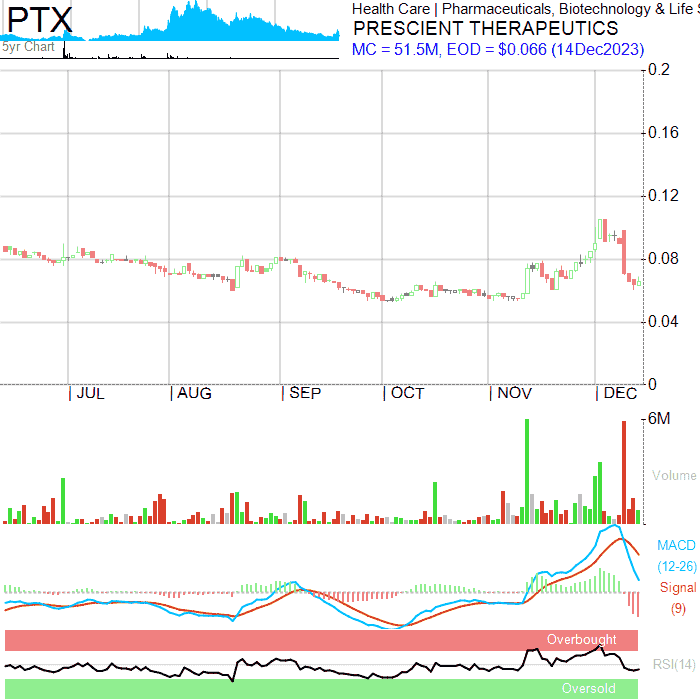 PTX
5yr Chart
Health Care | Pharmaceuticals, Biotechnology & Life S
PRESCIENT THERAPEUTICS
MC = 51.5M, EOD = $0.066 (14Dec2023)
0.2
0.16
0.12
0.08
0.04
0
JUL AUG SEP OCT NOV DEC
6M
Volume
MACD
(12-26)
Signal
(9)
Overbought
RSI(14)
Oversold